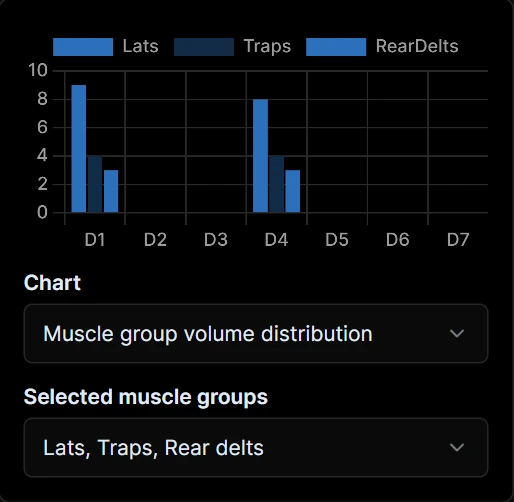 Lats Traps RearDelts
10
8
6
4
2
0
D1 D2 D3 D4 D5 D6 D7
Chart
Muscle group volume distribution
Selected muscle groups
Lats, Traps, Rear delts